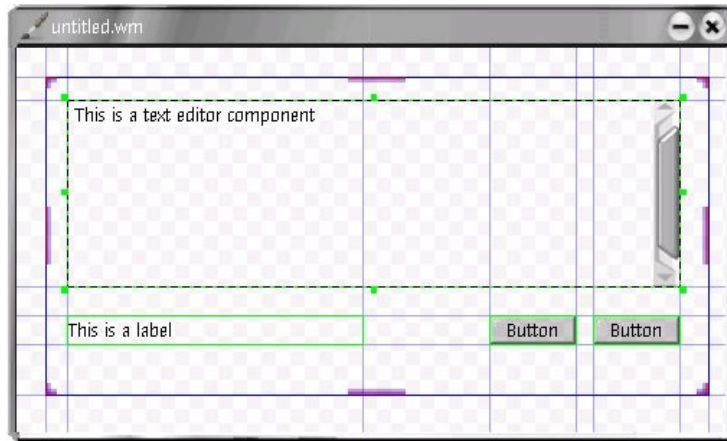 untitled.wm
This is a text editor component
This is a label
Button Button